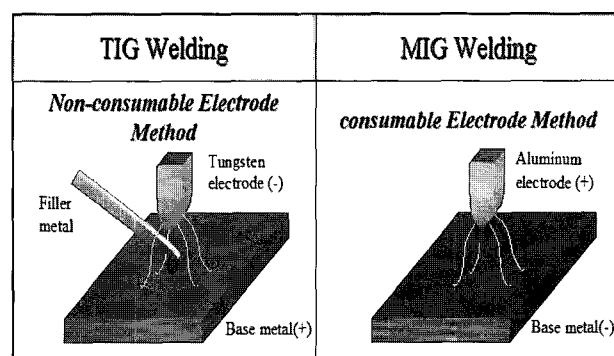 TIG Welding
Non-consumable Electrode
Method
Tungsten
electrode (-)
Filler
metal
Base metal(+)
MIG Welding
consumable Electrode Method
Aluminum
electrode (+)
Base metal(-)